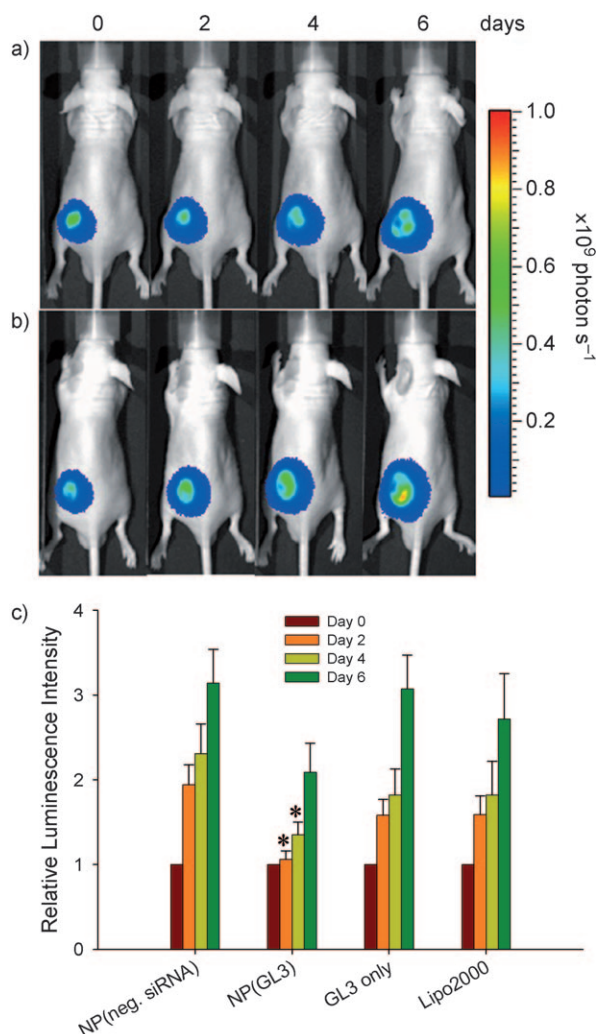 0 2 4 6 days
a)
1.0
0.8
0.6
0.4
0.2
×10⁹ photon s⁻¹
b)
c)
4
3
2
1
0
Relative Luminescence Intensity
Day 0
Day 2
Day 4
Day 6
* *
NP(neg. siRNA)
NP(GL3)
GL3 only
Lipo2000